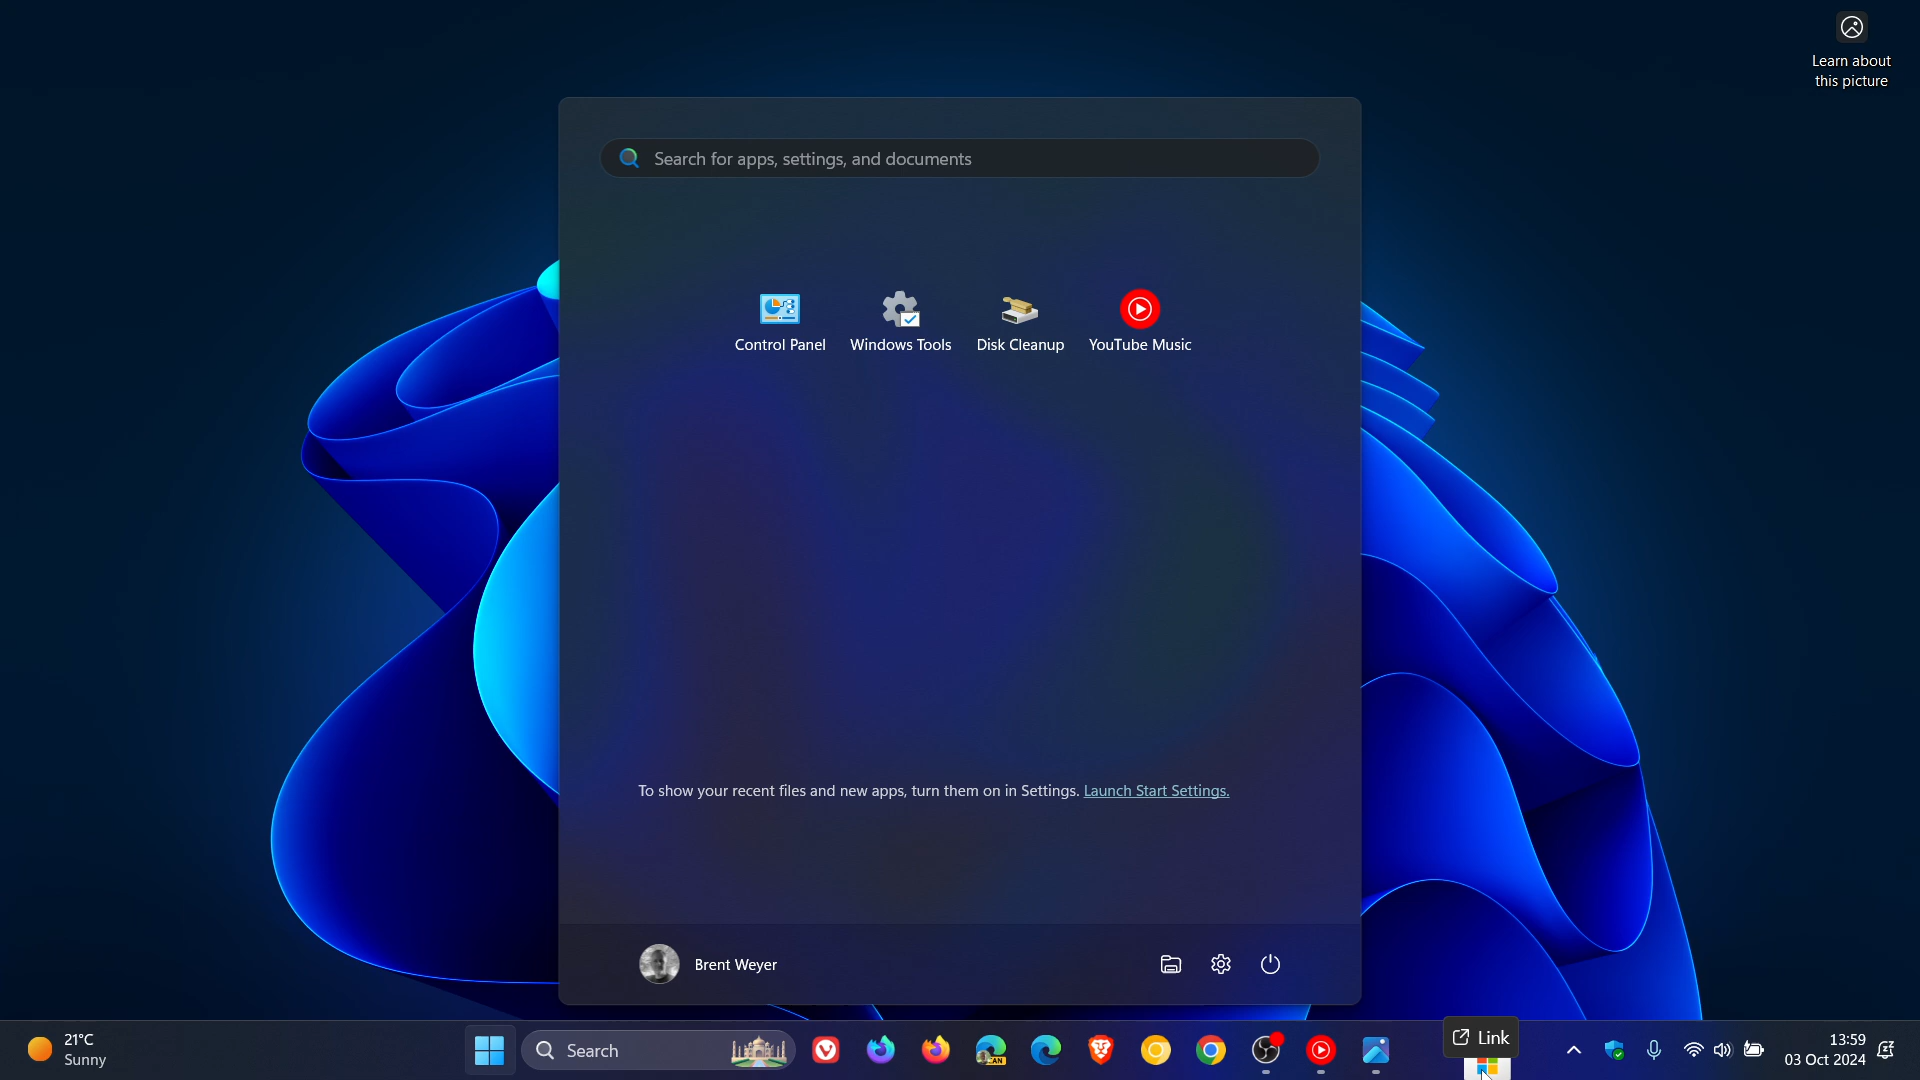 Learn about
this picture
Search for apps, settings, and documents
Control Panel
Windows Tools
Disk Cleanup
YouTube Music
To show your recent files and new apps, turn them on in Settings. Launch Start Settings.
Brent Weyer
21°C
Sunny
Search
CAN
Link
13:59
03 Oct 2024